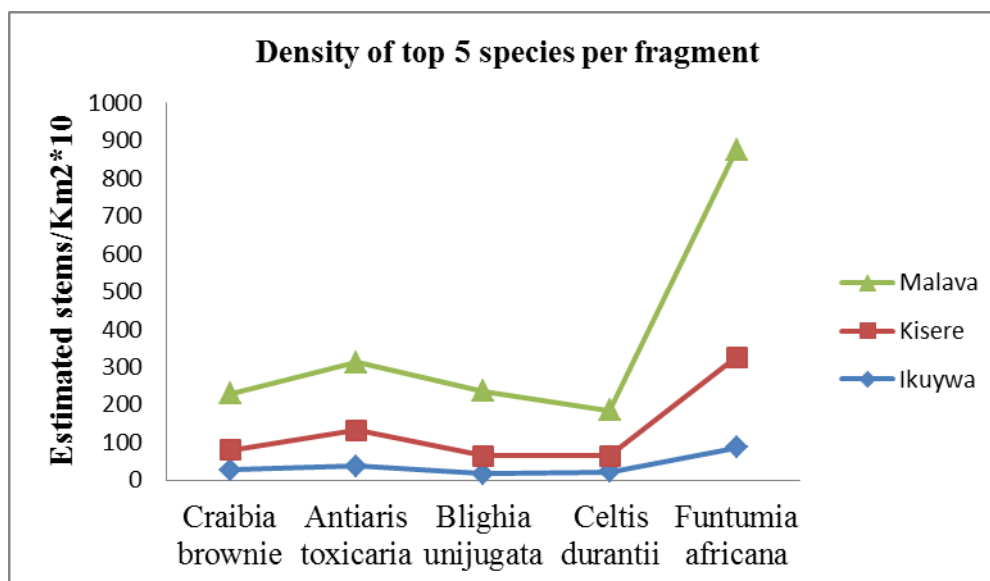 Density of top 5 species per fragment
Estimated stems/Km2*10
1000
900
800
700
600
500
400
300
200
100
0
Craibia
brownie
Antiaris
toxicaria
Blighia
unijugata
Celtis
durantii
Funtumia
africana
Malava
Kisere
Ikuywa